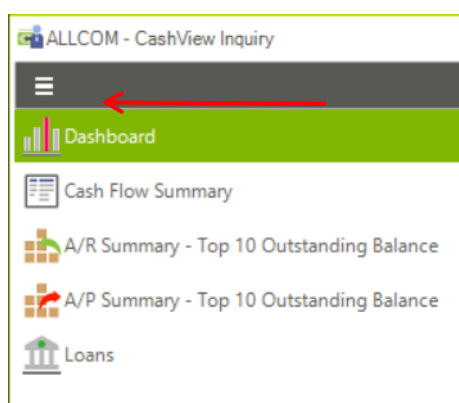 ALLCOM - CashView Inquiry
Dashboard
Cash Flow Summary
A/R Summary - Top 10 Outstanding Balance
A/P Summary - Top 10 Outstanding Balance
Loans